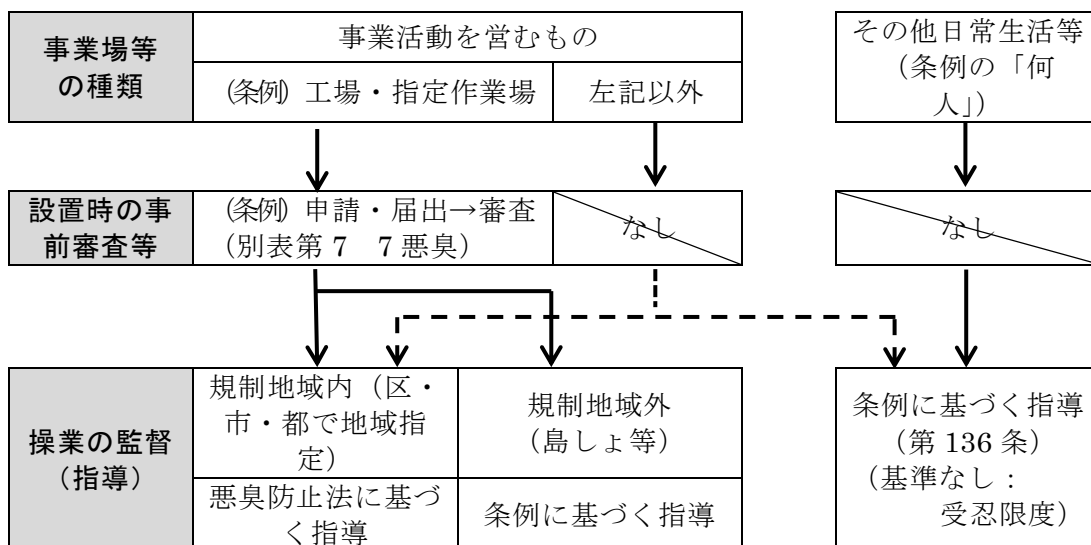 事業場等
の種類
事業活動を営むもの
(条例) 工場・指定作業場
左記以外
その他日常生活等
(条例の「何
人」)
設置時の事
前審査等
(条例) 申請・届出→審査
(別表第 7 7 悪臭)
なし
なし
操業の監督
(指導)
規制地域内(区・
市・都で地域指
定)
悪臭防止法に基づ
く指導
規制地域外
(島しょ等)
条例に基づく指導
条例に基づく指導
(第 136 条)
(基準なし:
受忍限度)